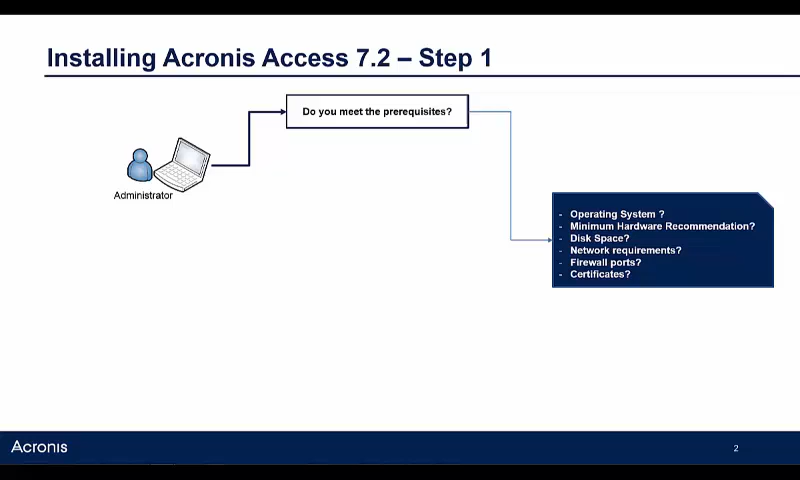 Installing Acronis Access 7.2 – Step 1
Do you meet the prerequisites?
Administrator
- Operating System ?
- Minimum Hardware Recommendation?
- Disk Space?
- Network requirements?
- Firewall ports?
- Certificates?
Acronis
2